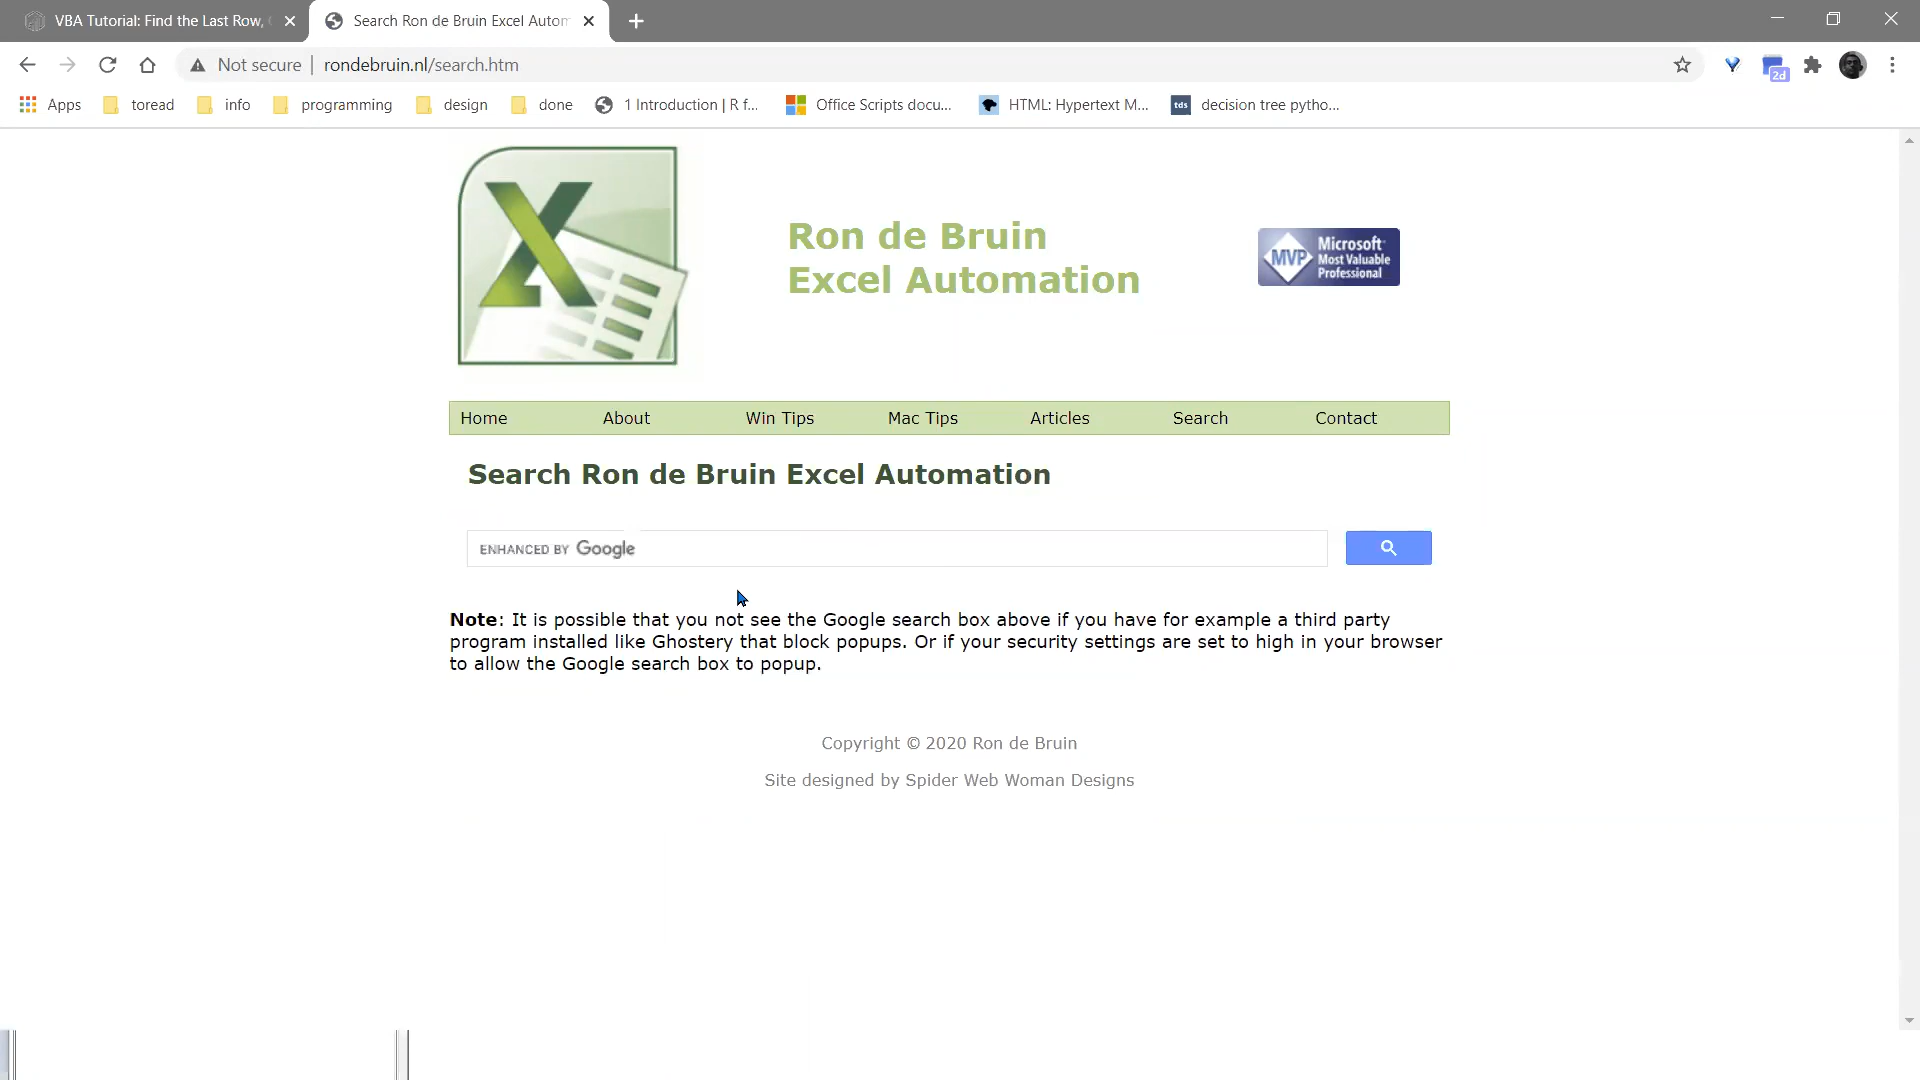 VBA Tutorial: Find the Last Row,
Search Ron de Bruin Excel Autom
Not secure | rondebruin.nl/search.htm
2d
Apps toread info programming design done 1 Introduction | R f... Office Scripts docu... HTML: Hypertext M... tds decision tree pytho...
Ron de Bruin
Excel Automation
MVP Microsoft Most Valuable Professional
Home About Win Tips Mac Tips Articles Search Contact
Search Ron de Bruin Excel Automation
ENHANCED BY Google
Note: It is possible that you not see the Google search box above if you have for example a third party
program installed like Ghostery that block popups. Or if your security settings are set to high in your browser
to allow the Google search box to popup.
Copyright © 2020 Ron de Bruin
Site designed by Spider Web Woman Designs